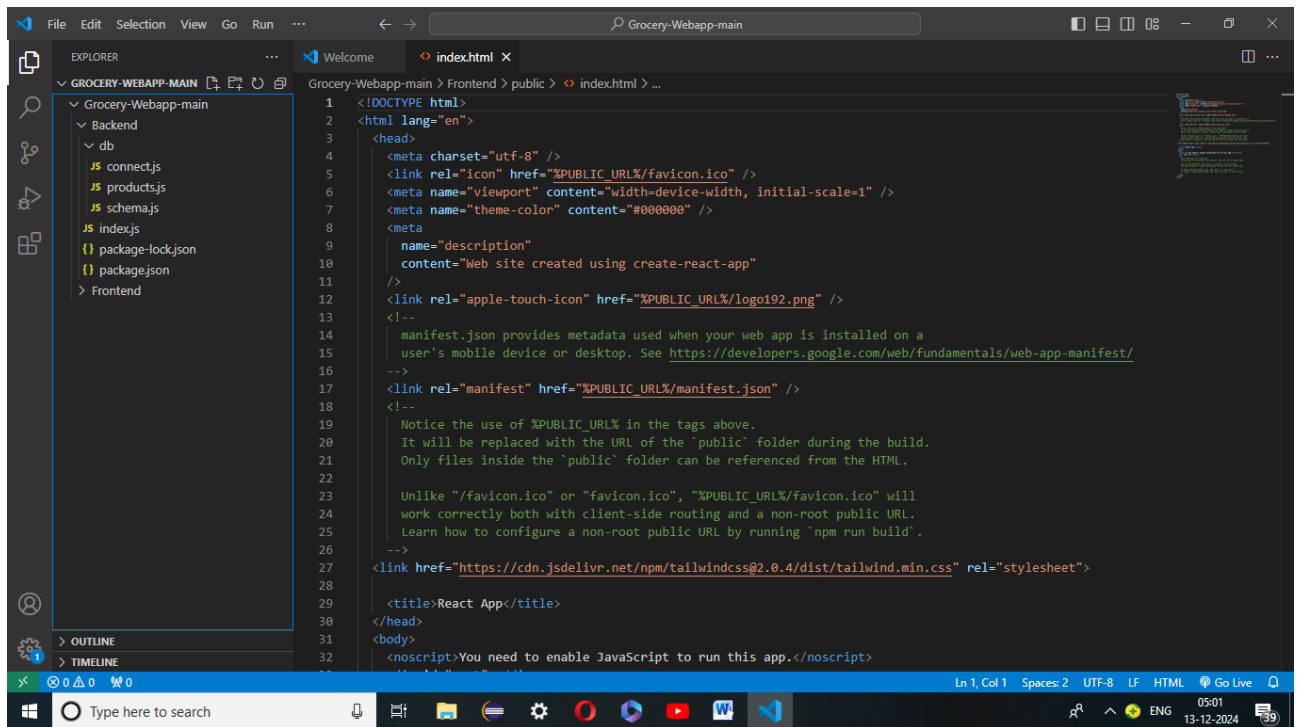 File Edit Selection View Go Run ···
Grocery-Webapp-main
EXPLORER
Welcome
index.html
GROCERY-WEBAPP-MAIN
Grocery-Webapp-main > Frontend > public > index.html > ...
Grocery-Webapp-main
Backend
db
JS connect.js
JS products.js
JS schema.js
JS index.js
{} package-lock.json
{} package.json
Frontend
1 <!DOCTYPE html>
2 <html lang="en">
3 <head>
4 <meta charset="utf-8" />
5 <link rel="icon" href="%PUBLIC_URL%/favicon.ico" />
6 <meta name="viewport" content="width=device-width, initial-scale=1" />
7 <meta name="theme-color" content="#000000" />
8 <meta
9 name="description"
10 content="Web site created using create-react-app"
11 />
12 <link rel="apple-touch-icon" href="%PUBLIC_URL%/logo192.png" />
13 <!--
14 manifest.json provides metadata used when your web app is installed on a
15 user's mobile device or desktop. See https://developers.google.com/web/fundamentals/web-app-manifest/
16 -->
17 <link rel="manifest" href="%PUBLIC_URL%/manifest.json" />
18 <!--
19 Notice the use of %PUBLIC_URL% in the tags above.
20 It will be replaced with the URL of the `public` folder during the build.
21 Only files inside the `public` folder can be referenced from the HTML.
22
23 Unlike "/favicon.ico" or "favicon.ico", "%PUBLIC_URL%/favicon.ico" will
24 work correctly both with client-side routing and a non-root public URL.
25 Learn how to configure a non-root public URL by running `npm run build`.
26 -->
27 <link href="https://cdn.jsdelivr.net/npm/tailwindcss@2.0.4/dist/tailwind.min.css" rel="stylesheet">
28
29 <title>React App</title>
30 </head>
31 <body>
32 <noscript>You need to enable JavaScript to run this app.</noscript>
OUTLINE
TIMELINE
1
0 0 0
Ln 1, Col 1 Spaces: 2 UTF-8 LF HTML Go Live
Type here to search
ENG
05:01
13-12-2024
39